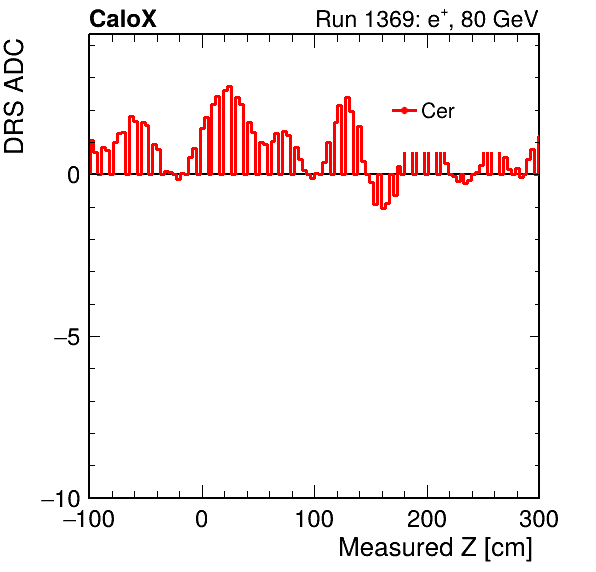 CaloX
Run 1369: e+, 80 GeV
DRS ADC
Cer
0
−5
−10
−100 0 100 200 300
Measured Z [cm]